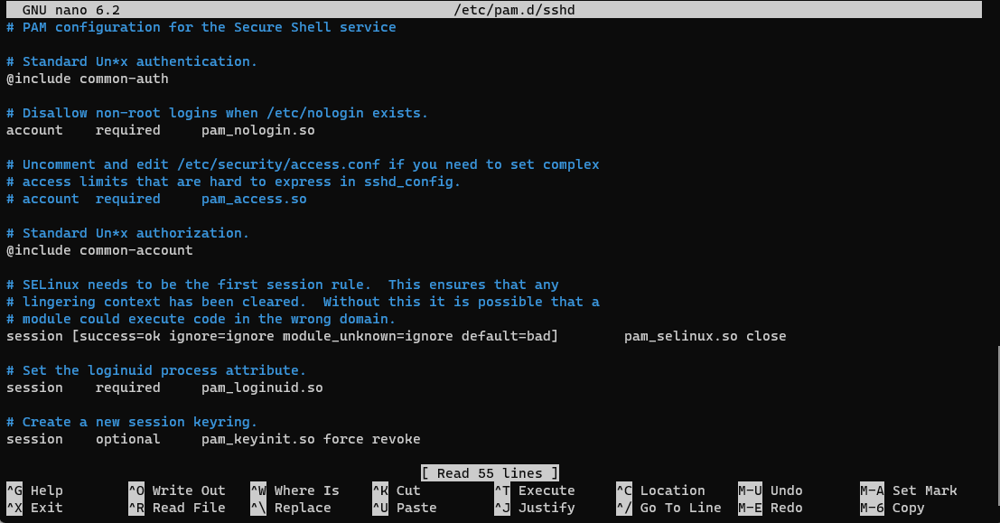 GNU nano 6.2 /etc/pam.d/sshd
# PAM configuration for the Secure Shell service
# Standard Un*x authentication.
@include common-auth
# Disallow non-root logins when /etc/nologin exists.
account    required     pam_nologin.so
# Uncomment and edit /etc/security/access.conf if you need to set complex
# access limits that are hard to express in sshd_config.
# account  required     pam_access.so
# Standard Un*x authorization.
@include common-account
# SELinux needs to be the first session rule.  This ensures that any
# lingering context has been cleared.  Without this it is possible that a
# module could execute code in the wrong domain.
session [success=ok ignore=ignore module_unknown=ignore default=bad]        pam_selinux.so close
# Set the loginuid process attribute.
session    required     pam_loginuid.so
# Create a new session keyring.
session    optional     pam_keyinit.so force revoke
[ Read 55 lines ]
^G Help ^O Write Out ^W Where Is ^K Cut ^T Execute ^C Location M-U Undo M-A Set Mark
^X Exit ^R Read File ^\ Replace ^U Paste ^J Justify ^/ Go To Line M-E Redo M-6 Copy